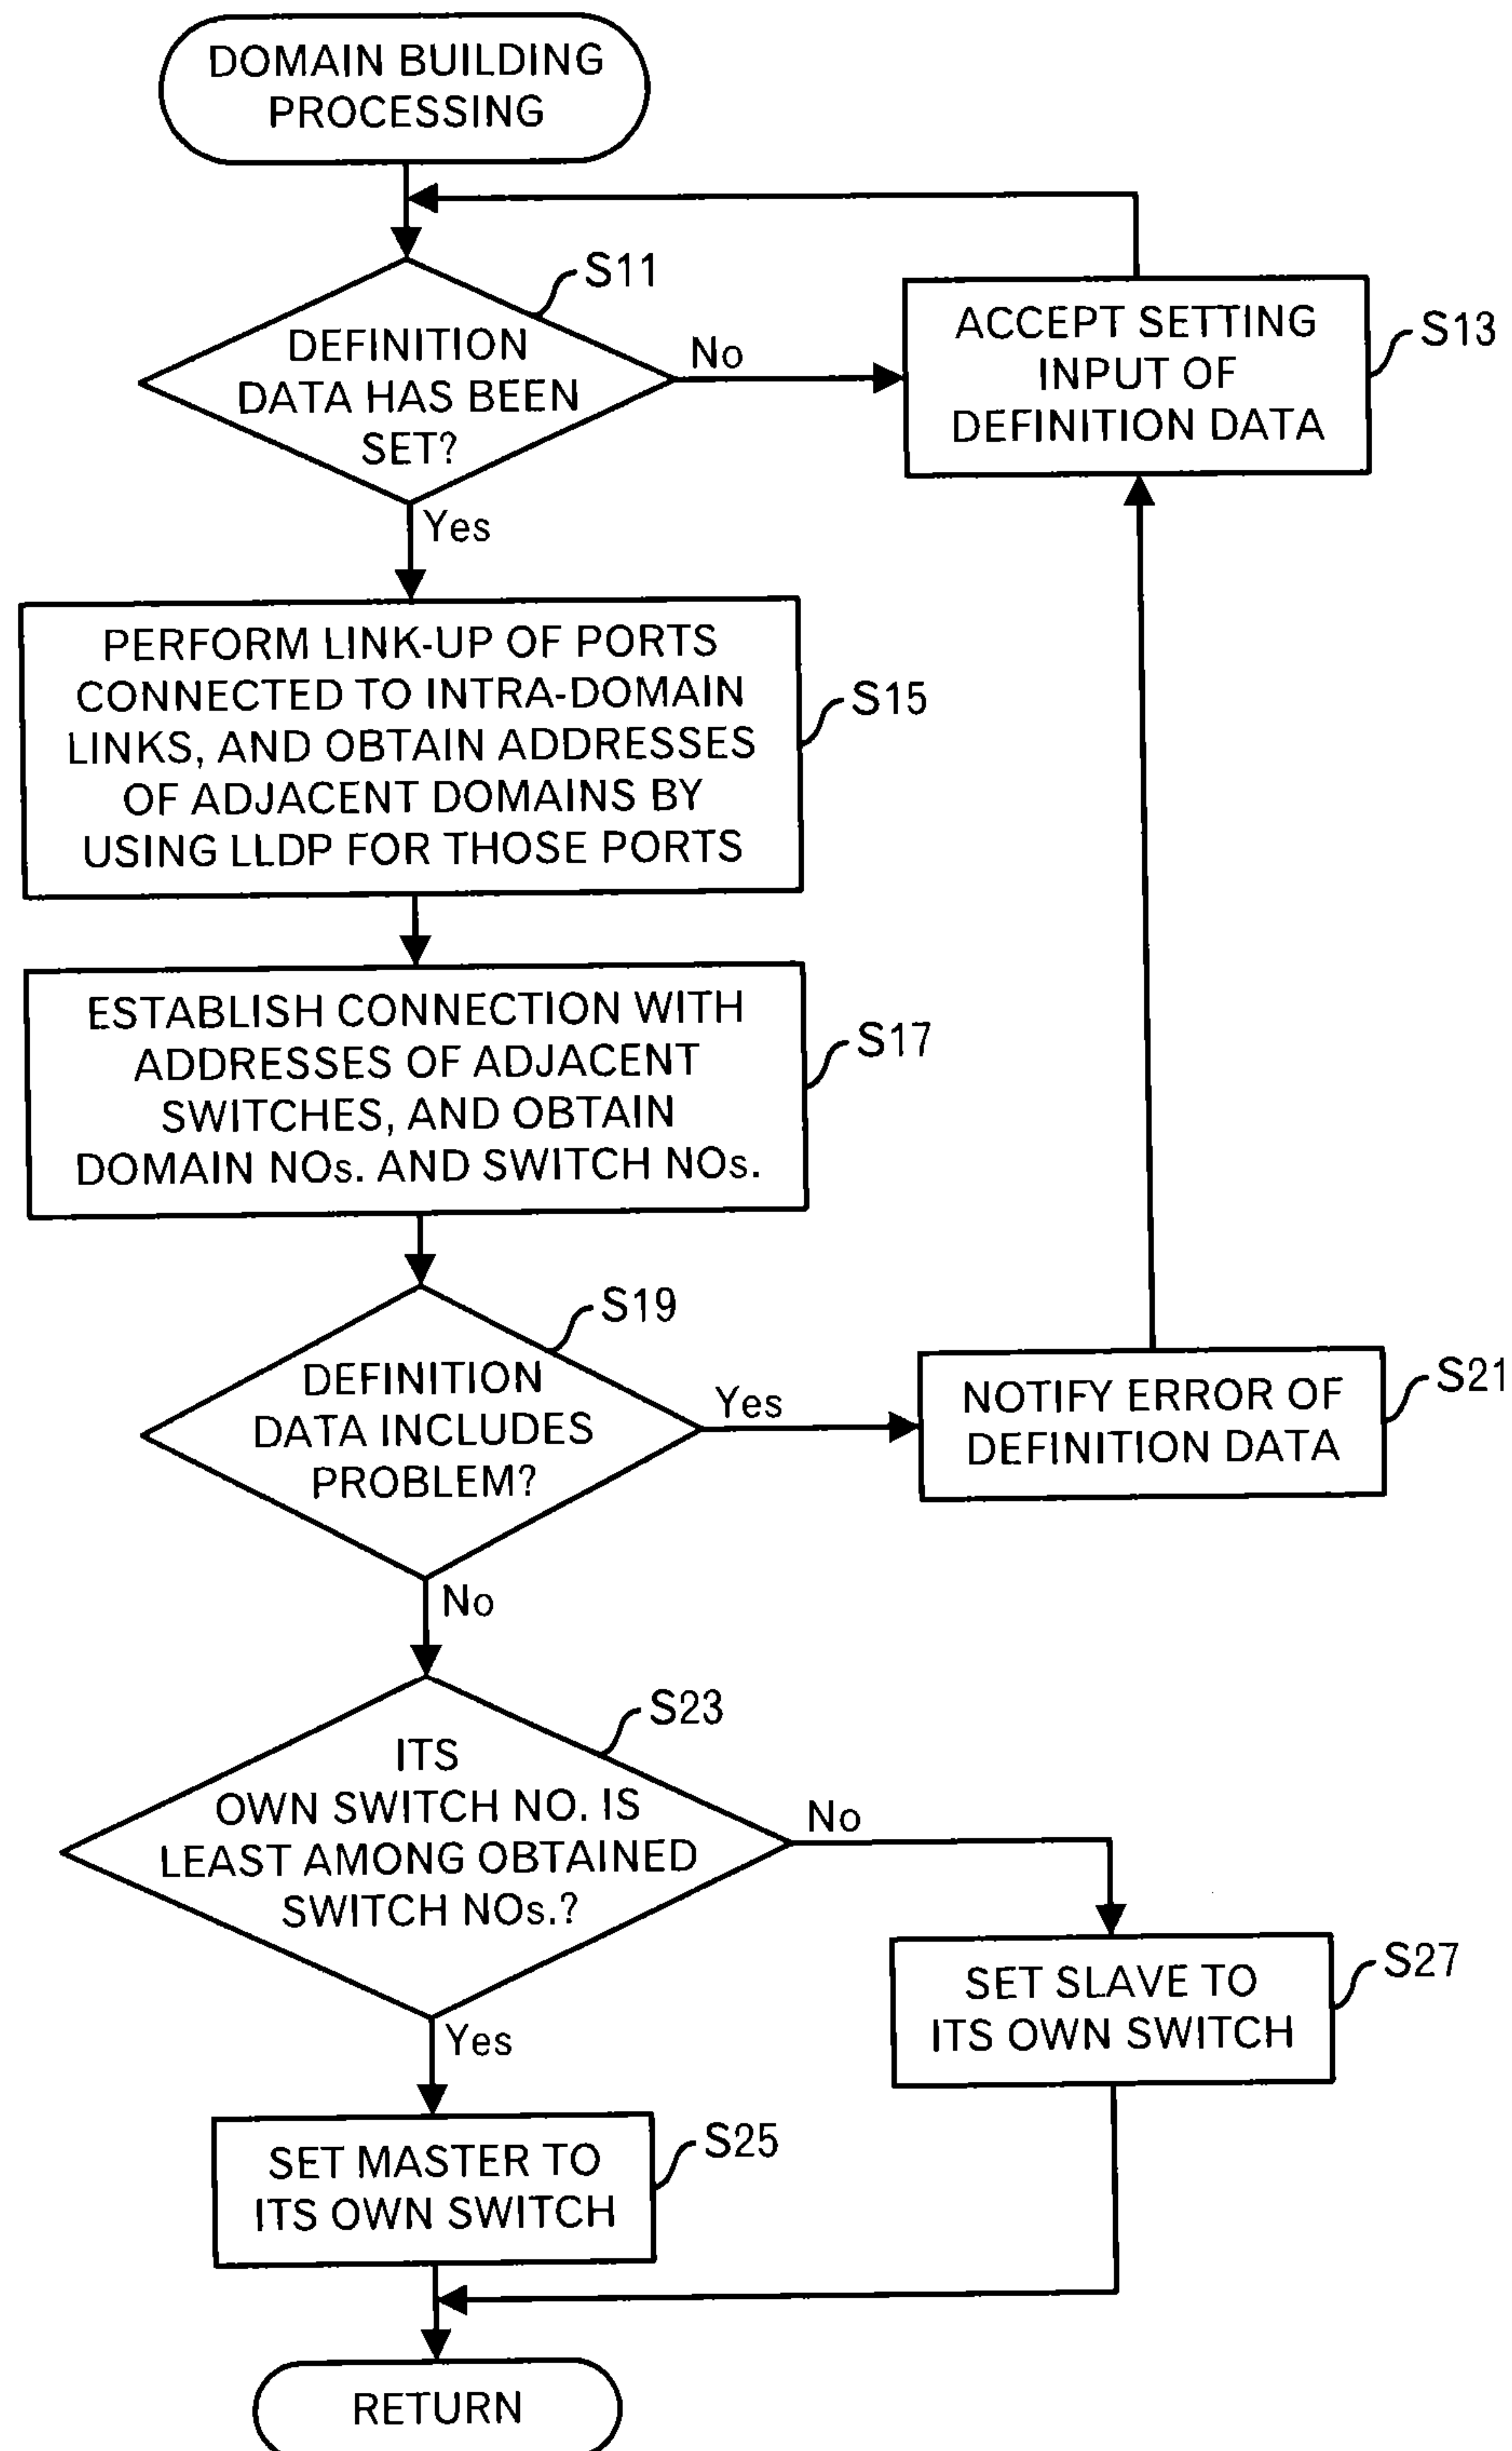 DOMAIN BUILDING
PROCESSING
S11
DEFINITION
DATA HAS BEEN
SET?
No
Yes
ACCEPT SETTING
INPUT OF
DEFINITION DATA
S13
PERFORM LINK-UP OF PORTS
CONNECTED TO INTRA-DOMAIN
LINKS, AND OBTAIN ADDRESSES
OF ADJACENT DOMAINS BY
USING LLDP FOR THOSE PORTS
S15
ESTABLISH CONNECTION WITH
ADDRESSES OF ADJACENT
SWITCHES, AND OBTAIN
DOMAIN NOs. AND SWITCH NOs.
S17
S19
DEFINITION
DATA INCLUDES
PROBLEM?
Yes
No
NOTIFY ERROR OF
DEFINITION DATA
S21
S23
ITS
OWN SWITCH NO. IS
LEAST AMONG OBTAINED
SWITCH NOs.?
No
Yes
SET SLAVE TO
ITS OWN SWITCH
S27
SET MASTER TO
ITS OWN SWITCH
S25
RETURN